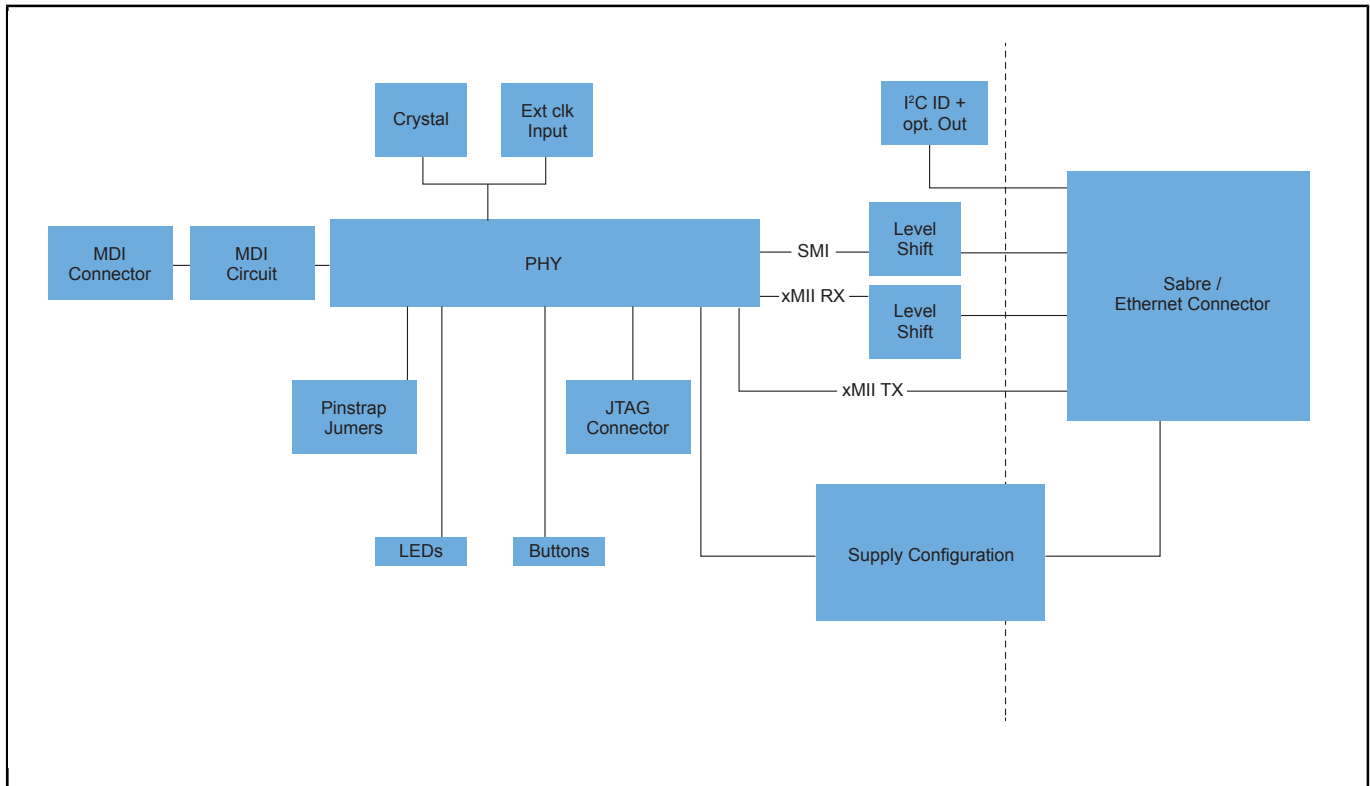 Crystal
Ext clk
Input
I²C ID +
opt. Out
MDI
Connector
MDI
Circuit
PHY
SMI
Level
Shift
xMII RX
Level
Shift
Sabre /
Ethernet Connector
xMII TX
Pinstrap
Jumers
JTAG
Connector
LEDs
Buttons
Supply Configuration